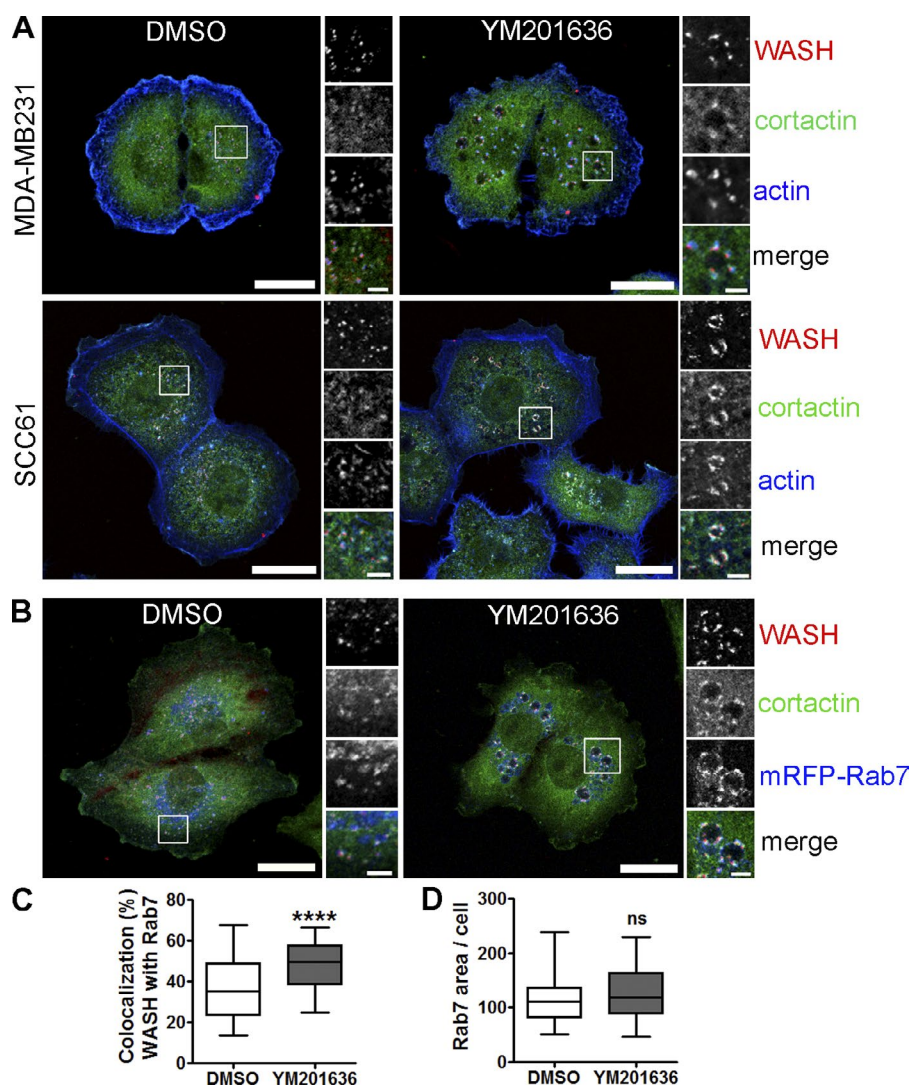 A
DMSO
YM201636
MDA-MB231
WASH
cortactin
actin
merge
SCC61
WASH
cortactin
actin
merge
B
DMSO
YM201636
WASH
cortactin
mRFP-Rab7
merge
C
Colocalization (%)
WASH with Rab7
80
60
40
20
0
****
DMSO
YM201636
D
Rab7 area / cell
300
200
100
0
ns
DMSO
YM201636